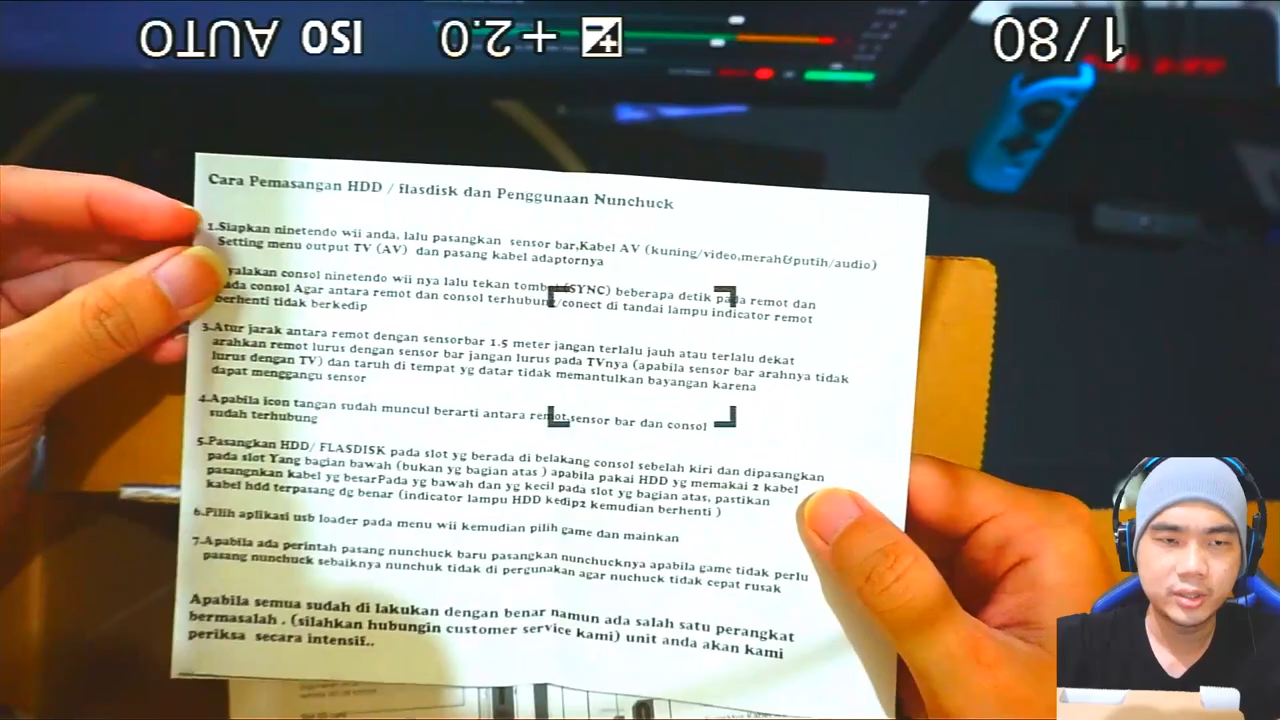 1/80 +2.0 ISO AUTO
Cara Pemasangan HDD / flasdisk dan Penggunaan Nunchuck
1.Siapkan ninetendo wii anda, lalu pasangkan sensor bar,Kabel AV (kuning/video,merah&putih/audio)
Setting menu output TV (AV) dan pasang kabel adaptornya
yalakan consol ninetendo wii nya lalu tekan tombol (SYNC) beberapa detik pada remot dan
ada consol Agar antara remot dan consol terhubung/conect di tandai lampu indicator remot
berhenti tidak berkedip
3.Atur jarak antara remot dengan sensorbar 1.5 meter jangan terlalu jauh atau terlalu dekat
arahkan remot lurus dengan sensor bar jangan lurus pada TVnya (apabila sensor bar arahnya tidak
lurus dengan TV) dan taruh di tempat yg datar tidak memantulkan bayangan karena
dapat menggangu sensor
4.Apabila icon tangan sudah muncul berarti antara remot,sensor bar dan consol
sudah terhubung
5.Pasangkan HDD/ FLASDISK pada slot yg berada di belakang consol sebelah kiri dan dipasangkan
pada slot Yang bagian bawah (bukan yg bagian atas ) apabila pakai HDD yg memakai 2 kabel
pasangnkan kabel yg besarPada yg bawah dan yg kecil pada slot yg bagian atas, pastikan
kabel hdd terpasang dg benar (indicator lampu HDD kedip2 kemudian berhenti )
6.Pilih aplikasi usb loader pada menu wii kemudian pilih game dan mainkan
7.Apabila ada perintah pasang nunchuck baru pasangkan nunchucknya apabila game tidak perlu
pasang nunchuck sebaiknya nunchuk tidak di pergunakan agar nuchuck tidak cepat rusak
Apabila semua sudah di lakukan dengan benar namun ada salah satu perangkat
bermasalah , (silahkan hubungin customer service kami) unit anda akan kami
periksa secara intensif..